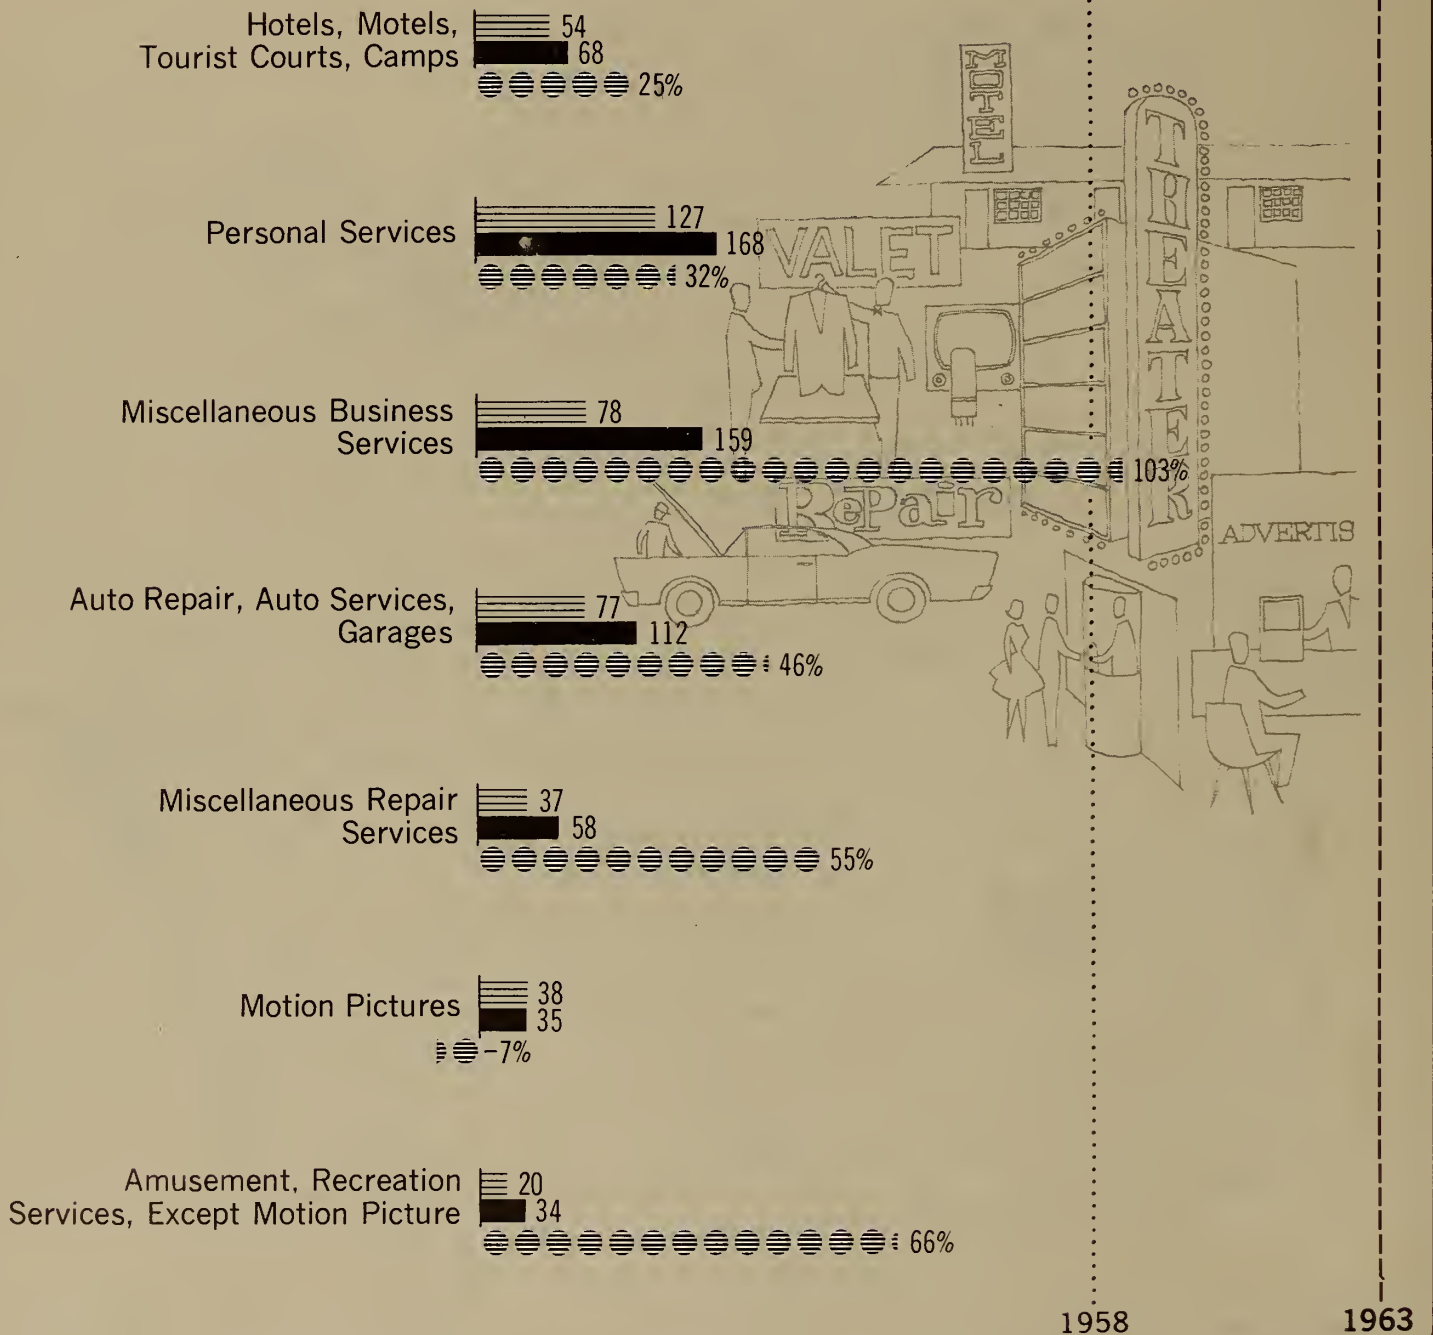 Hotels, Motels,
Tourist Courts, Camps
54
68
25%
MOTEL
THEATER
Personal Services
127
168
32%
VALET
Miscellaneous Business
Services
78
159
103%
Repair
ADVERTIS
Auto Repair, Auto Services,
Garages
77
112
46%
Miscellaneous Repair
Services
37
58
55%
Motion Pictures
38
35
-7%
Amusement, Recreation
Services, Except Motion Picture
20
34
66%
1958
1963